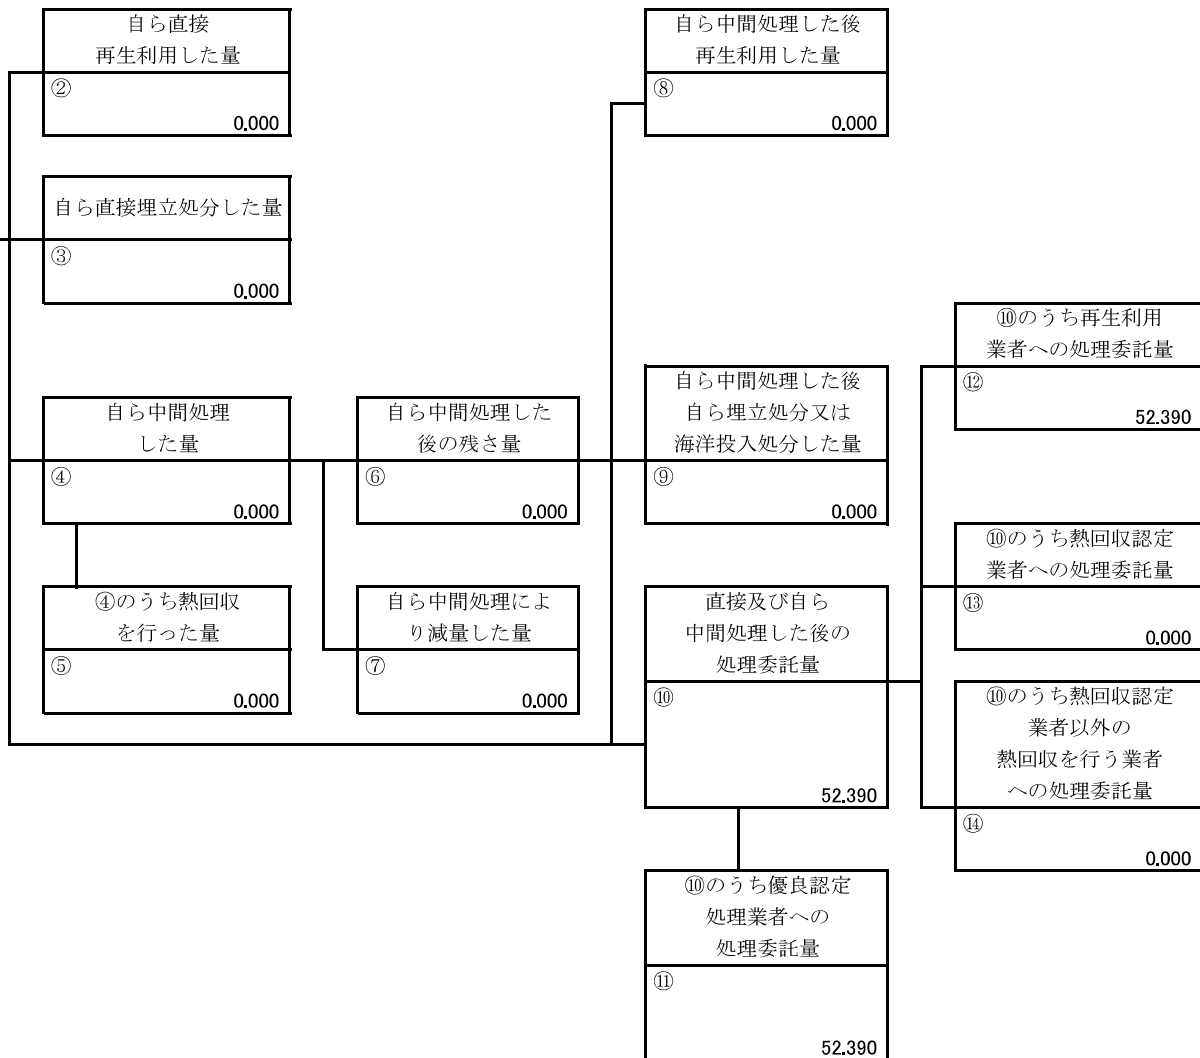 自ら直接
再生利用した量
②
0.000
自ら中間処理した後
再生利用した量
⑧
0.000
自ら直接埋立処分した量
③
0.000
⑩のうち再生利用
業者への処理委託量
⑫
52.390
自ら中間処理
した量
④
0.000
自ら中間処理した
後の残さ量
⑥
0.000
自ら中間処理した後
自ら埋立処分又は
海洋投入処分した量
⑨
0.000
⑩のうち熱回収認定
業者への処理委託量
⑬
0.000
④のうち熱回収
を行った量
⑤
0.000
自ら中間処理によ
り減量した量
⑦
0.000
直接及び自ら
中間処理した後の
処理委託量
⑩
52.390
⑩のうち熱回収認定
業者以外の
熱回収を行う業者
への処理委託量
⑭
0.000
⑩のうち優良認定
処理業者への
処理委託量
⑪
52.390